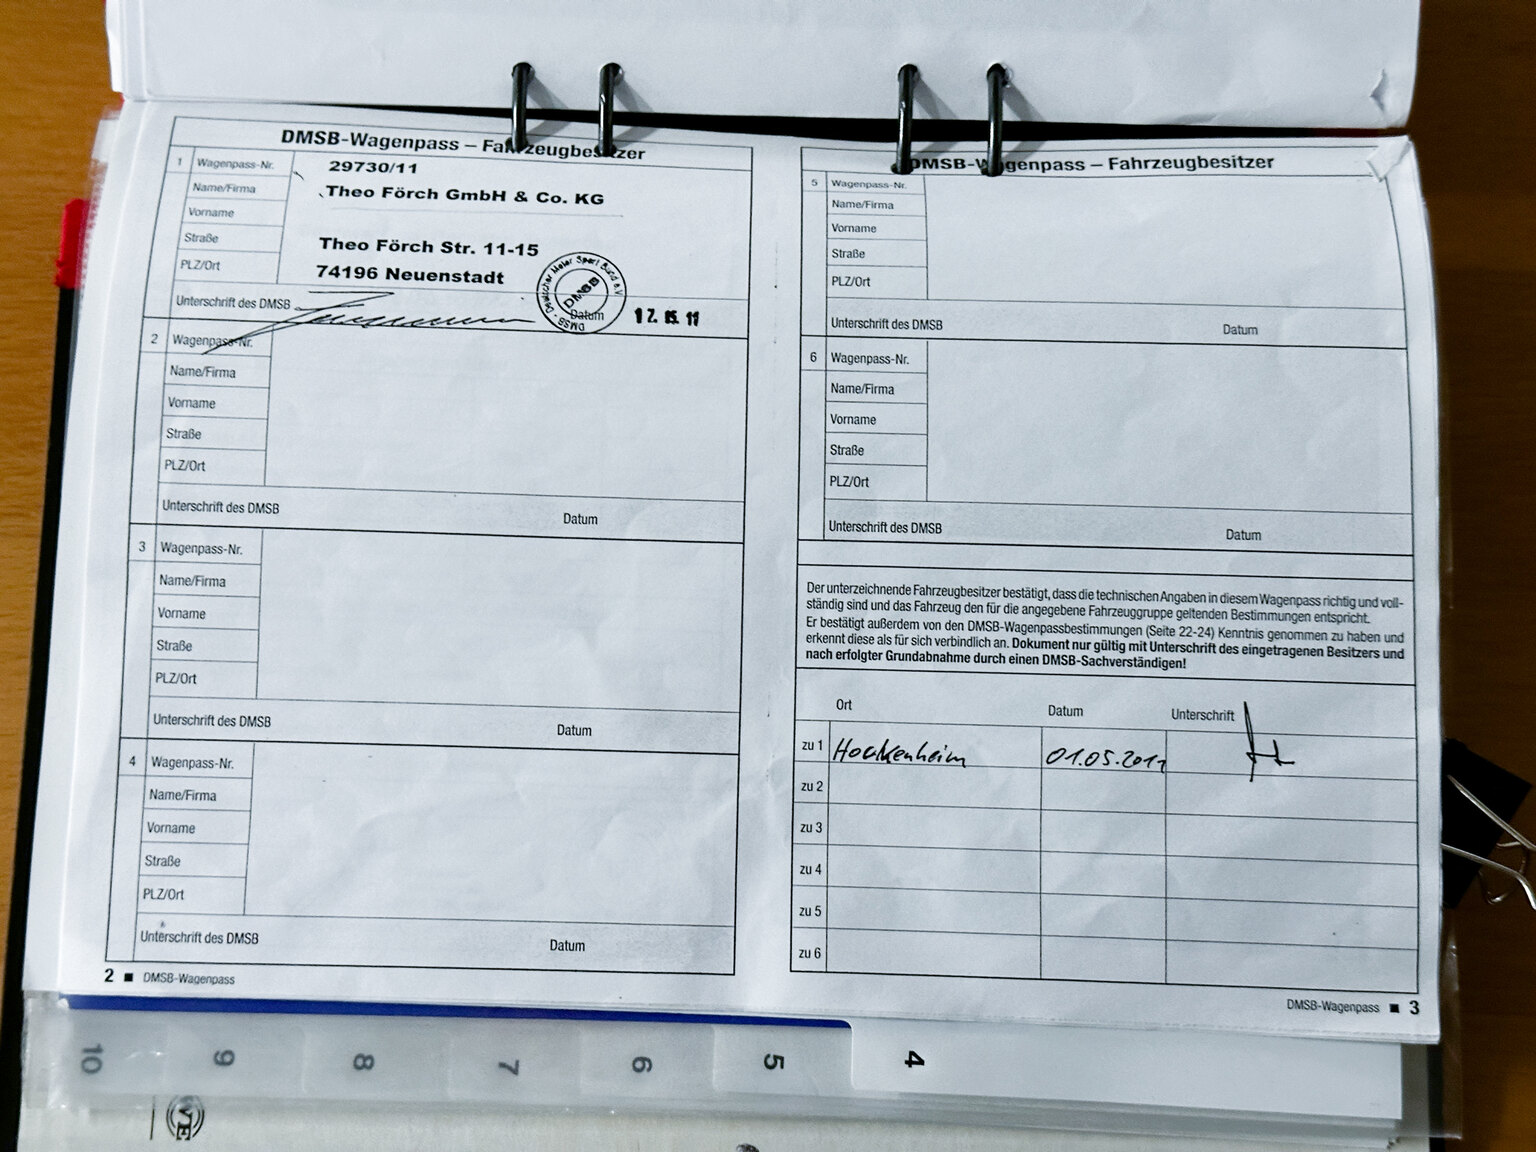 DMSB-Wagenpass – Fahrzeugbesitzer
1 Wagenpass-Nr. 29730/11
Name/Firma Theo Förch GmbH & Co. KG
Vorname
Straße Theo Förch Str. 11-15
PLZ/Ort 74196 Neuenstadt
Unterschrift des DMSB Datum 17. 05. 11
Deutscher Motor Sport Bund e.V. · DMSB ·
DMSB
2 Wagenpass-Nr.
Name/Firma
Vorname
Straße
PLZ/Ort
Unterschrift des DMSB Datum
3 Wagenpass-Nr.
Name/Firma
Vorname
Straße
PLZ/Ort
Unterschrift des DMSB Datum
4 Wagenpass-Nr.
Name/Firma
Vorname
Straße
PLZ/Ort
Unterschrift des DMSB Datum
2 ■ DMSB-Wagenpass
DMSB-Wagenpass – Fahrzeugbesitzer
5 Wagenpass-Nr.
Name/Firma
Vorname
Straße
PLZ/Ort
Unterschrift des DMSB Datum
6 Wagenpass-Nr.
Name/Firma
Vorname
Straße
PLZ/Ort
Unterschrift des DMSB Datum
Der unterzeichnende Fahrzeugbesitzer bestätigt, dass die technischen Angaben in diesem Wagenpass richtig und voll-
ständig sind und das Fahrzeug den für die angegebene Fahrzeuggruppe geltenden Bestimmungen entspricht.
Er bestätigt außerdem von den DMSB-Wagenpassbestimmungen (Seite 22-24) Kenntnis genommen zu haben und
erkennt diese als für sich verbindlich an. Dokument nur gültig mit Unterschrift des eingetragenen Besitzers und
nach erfolgter Grundabnahme durch einen DMSB-Sachverständigen!
Ort Datum Unterschrift
zu 1 Hockenheim 01.05.2011
zu 2
zu 3
zu 4
zu 5
zu 6
DMSB-Wagenpass ■ 3
10 9 8 7 6 5 4